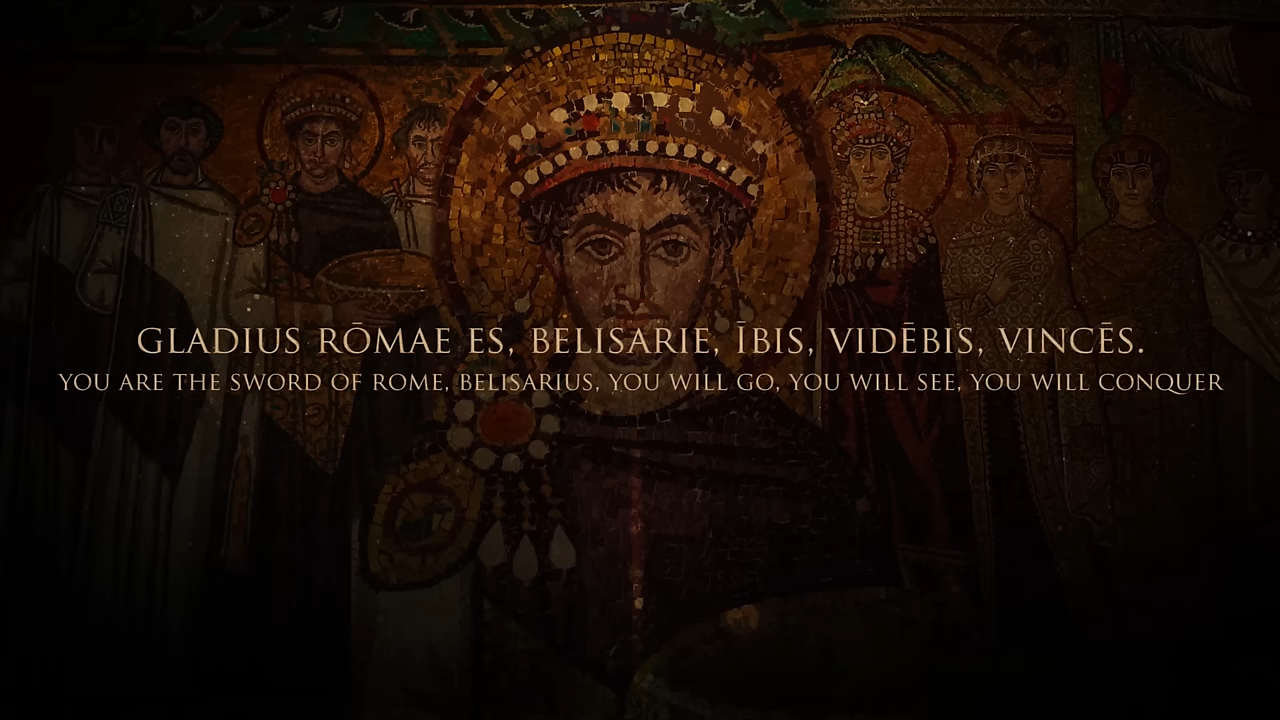 GLADIUS RŌMAE ES, BELISARIE, ĪBIS, VIDĒBIS, VINCĒS.
YOU ARE THE SWORD OF ROME, BELISARIUS, YOU WILL GO, YOU WILL SEE, YOU WILL CONQUER